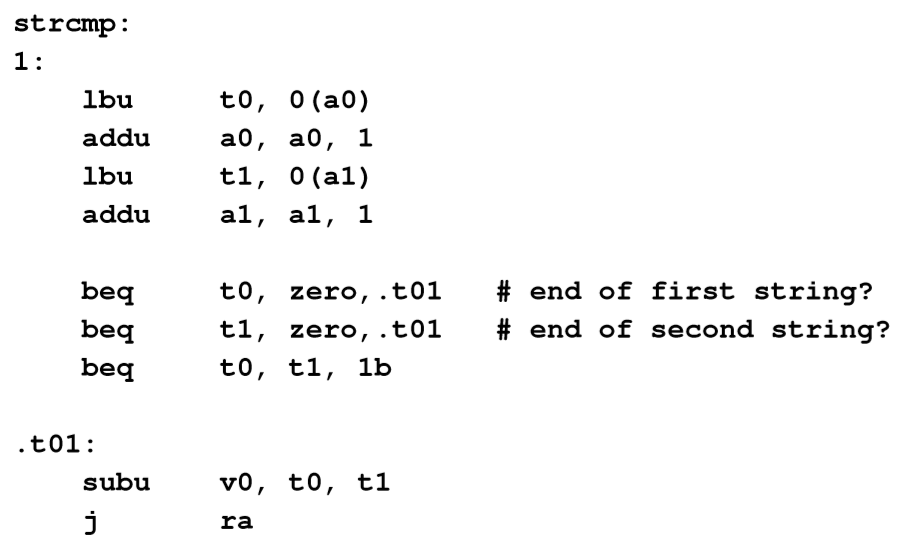 strcmp:
1:
lbu t0, 0(a0)
addu a0, a0, 1
lbu t1, 0(a1)
addu a1, a1, 1
beq t0, zero,.t01 # end of first string?
beq t1, zero,.t01 # end of second string?
beq t0, t1, 1b
.t01:
subu v0, t0, t1
j ra